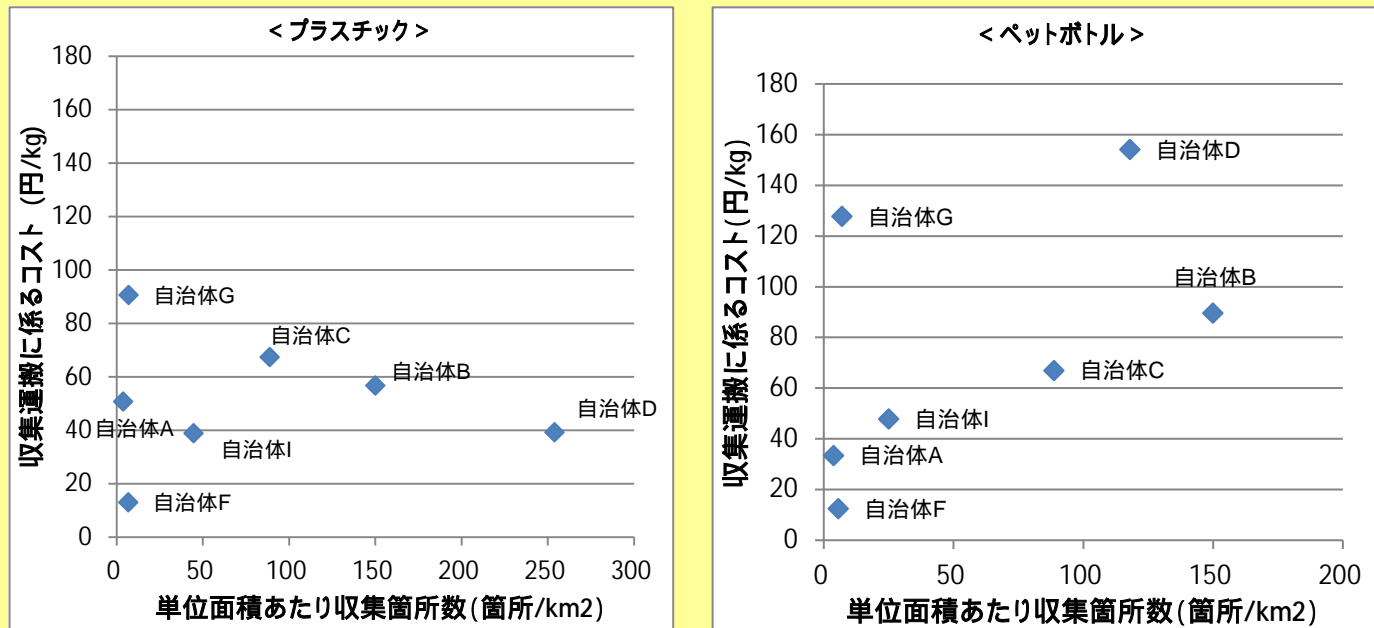 <プラスチック>
180
160
140
120
100
80
60
40
20
0
収集運搬に係るコスト (円/kg)
自治体G
自治体C
自治体B
自治体D
自治体A
自治体I
自治体F
0 50 100 150 200 250 300
単位面積あたり収集箇所数(箇所/km2)
<ペットボトル>
180
160
140
120
100
80
60
40
20
0
収集運搬に係るコスト(円/kg)
自治体D
自治体G
自治体B
自治体C
自治体I
自治体A
自治体F
0 50 100 150 200
単位面積あたり収集箇所数(箇所/km2)